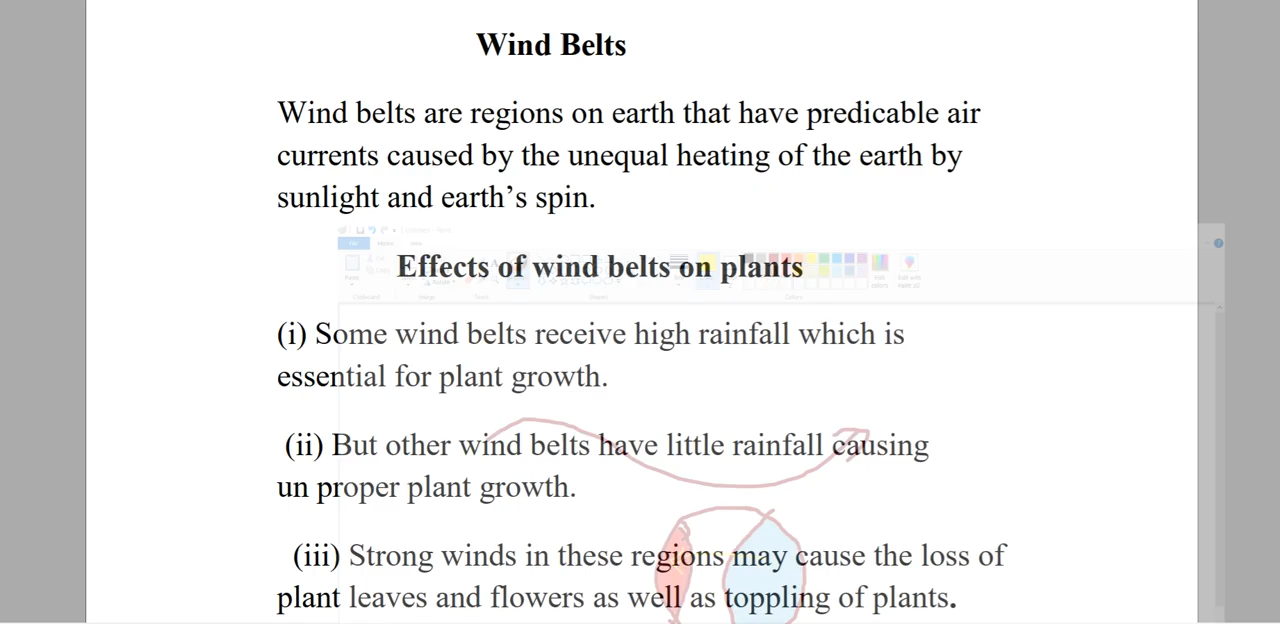 Wind Belts
Wind belts are regions on earth that have predicable air
currents caused by the unequal heating of the earth by
sunlight and earth's spin.
Effects of wind belts on plants
(i) Some wind belts receive high rainfall which is
essential for plant growth.
(ii) But other wind belts have little rainfall causing
un proper plant growth.
(iii) Strong winds in these regions may cause the loss of
plant leaves and flowers as well as toppling of plants.